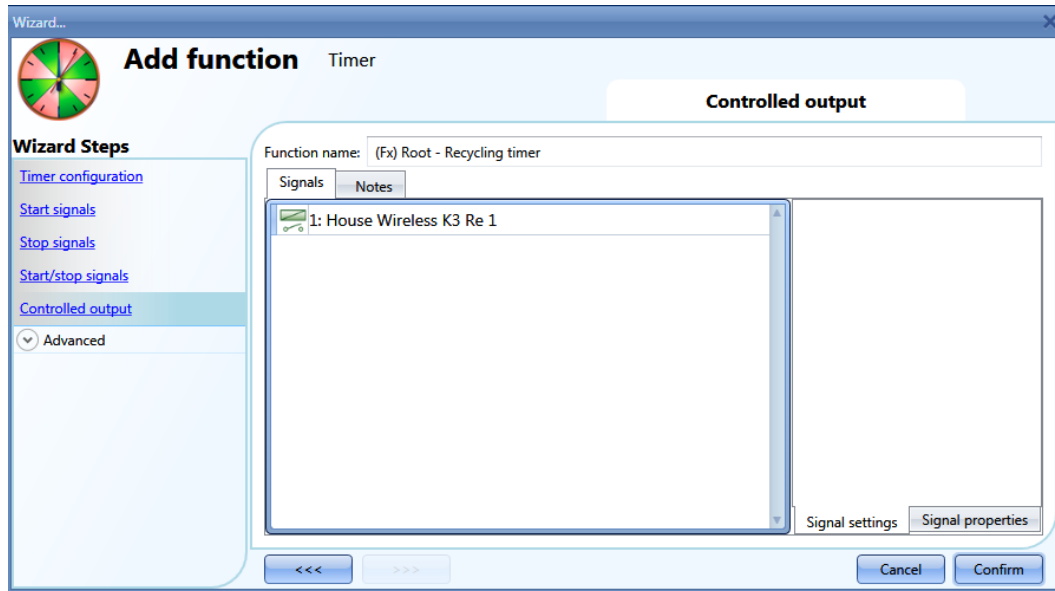 Wizard...
Add function Timer
Controlled output
Wizard Steps
Timer configuration
Start signals
Stop signals
Start/stop signals
Controlled output
Advanced
Function name: (Fx) Root - Recycling timer
Signals Notes
1: House Wireless K3 Re 1
Signal settings Signal properties
<<< >>> Cancel Confirm